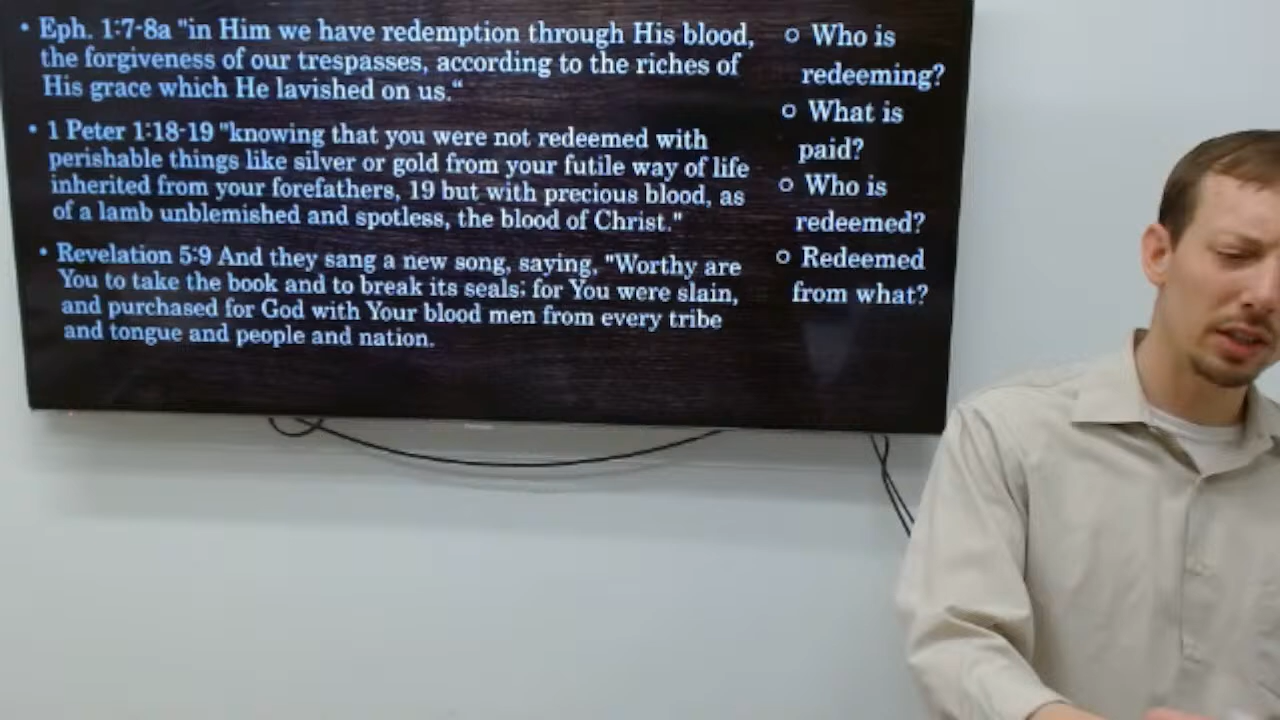 • Eph. 1:7-8a "in Him we have redemption through His blood,
the forgiveness of our trespasses, according to the riches of
His grace which He lavished on us.“
• 1 Peter 1:18-19 "knowing that you were not redeemed with
perishable things like silver or gold from your futile way of life
inherited from your forefathers, 19 but with precious blood, as
of a lamb unblemished and spotless, the blood of Christ."
• Revelation 5:9 And they sang a new song, saying, "Worthy are
You to take the book and to break its seals; for You were slain,
and purchased for God with Your blood men from every tribe
and tongue and people and nation.
o Who is
redeeming?
o What is
paid?
o Who is
redeemed?
o Redeemed
from what?